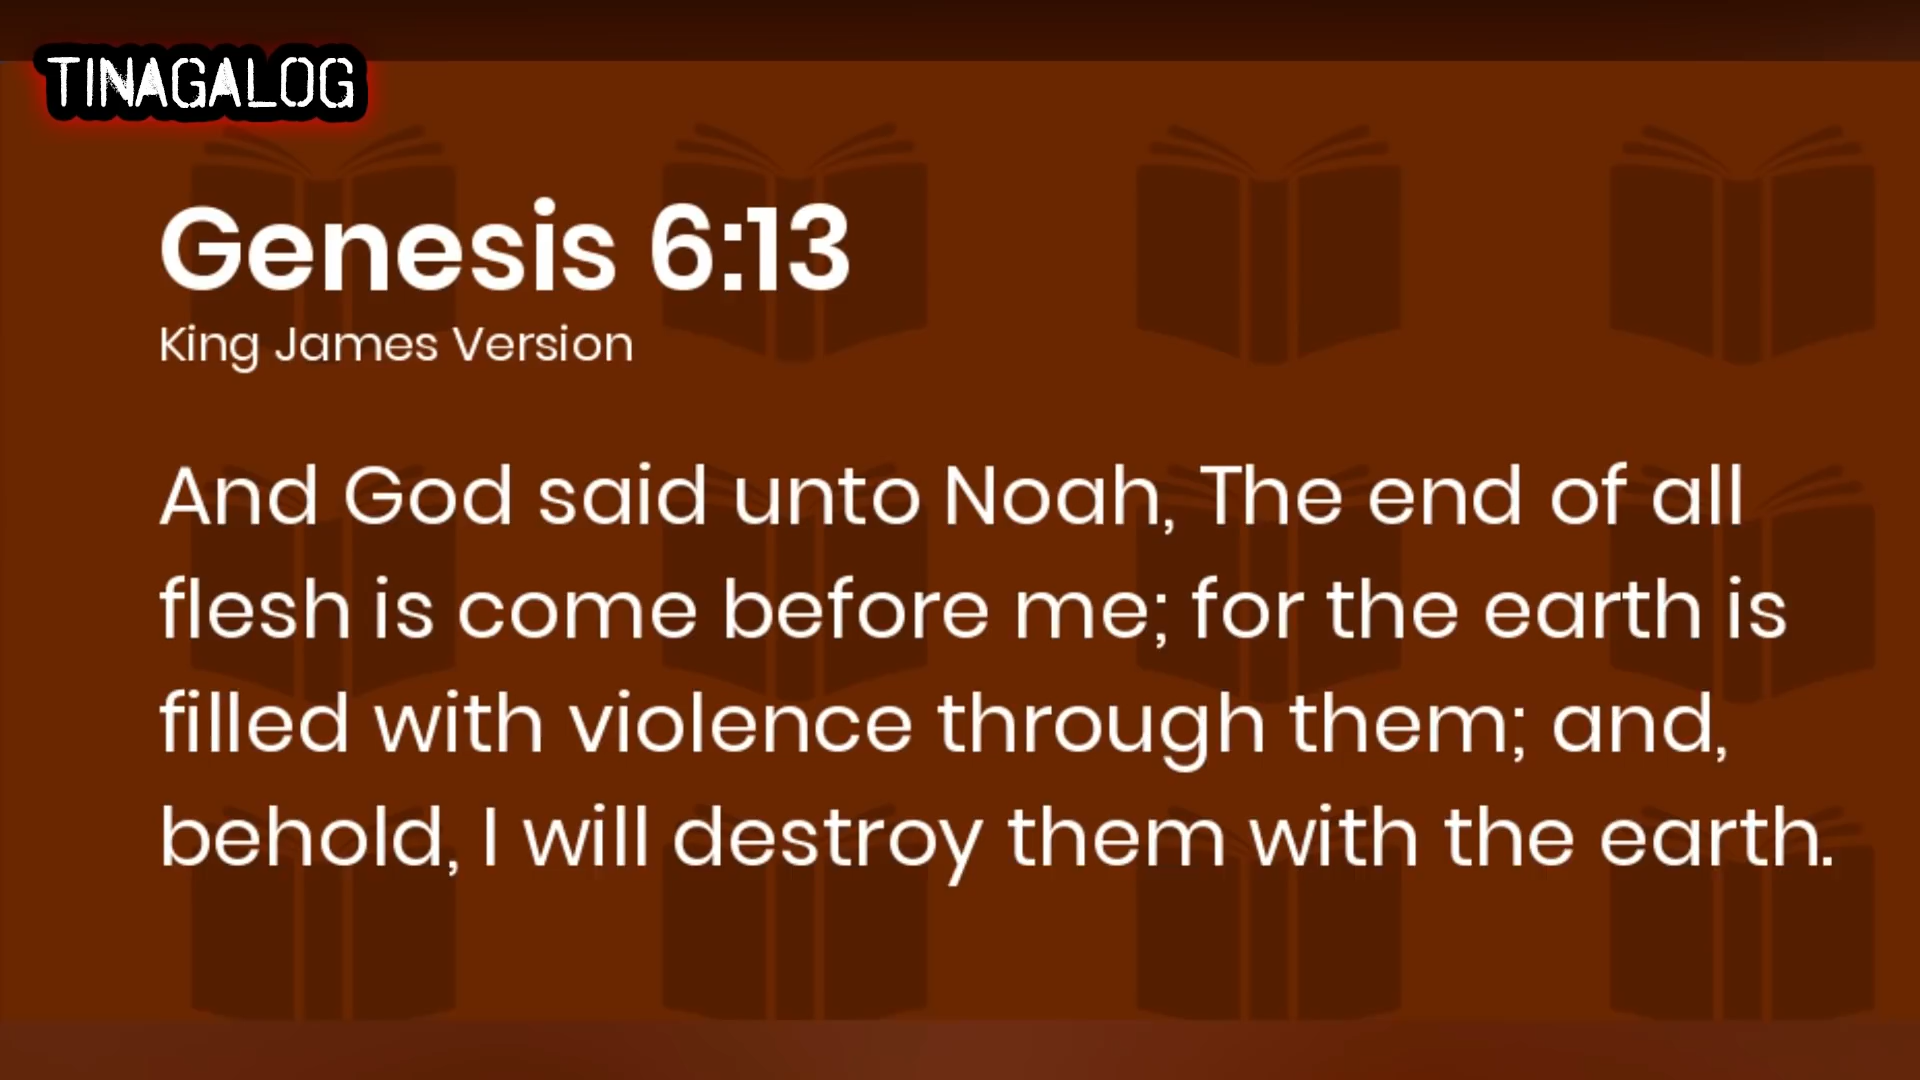 TINAGALOG
Genesis 6:13
King James Version
And God said unto Noah, The end of all
flesh is come before me; for the earth is
filled with violence through them; and,
behold, I will destroy them with the earth.